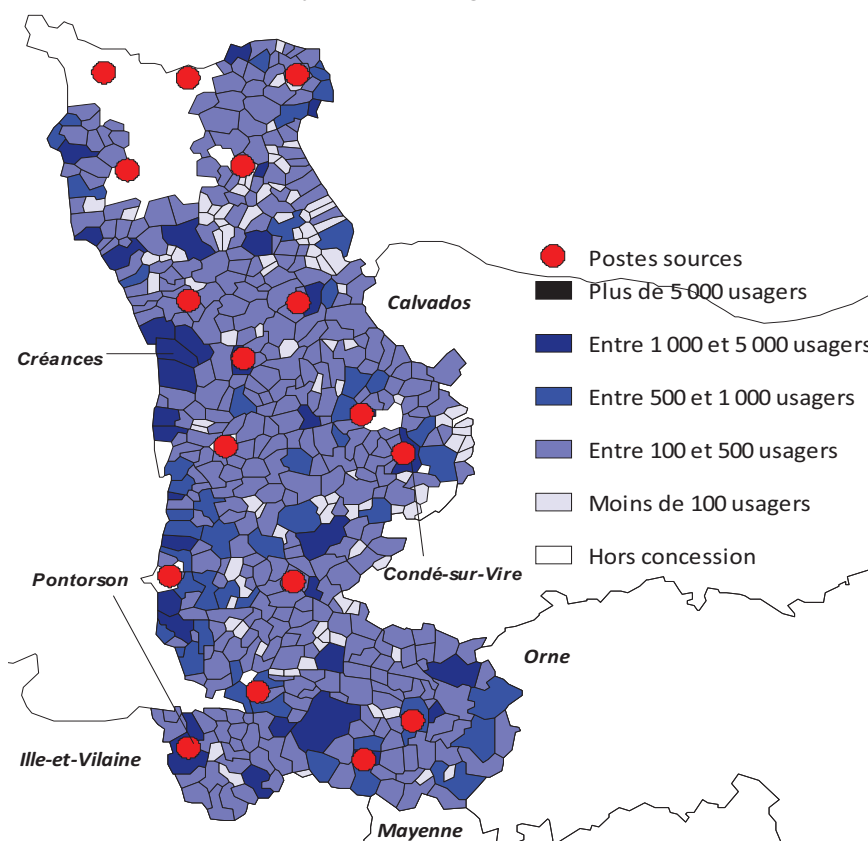 Postes sources
Calvados
Plus de 5 000 usagers
Créances
Entre 1 000 et 5 000 usagers
Entre 500 et 1 000 usagers
Entre 100 et 500 usagers
Moins de 100 usagers
Hors concession
Pontorson
Condé-sur-Vire
Orne
Ille-et-Vilaine
Mayenne